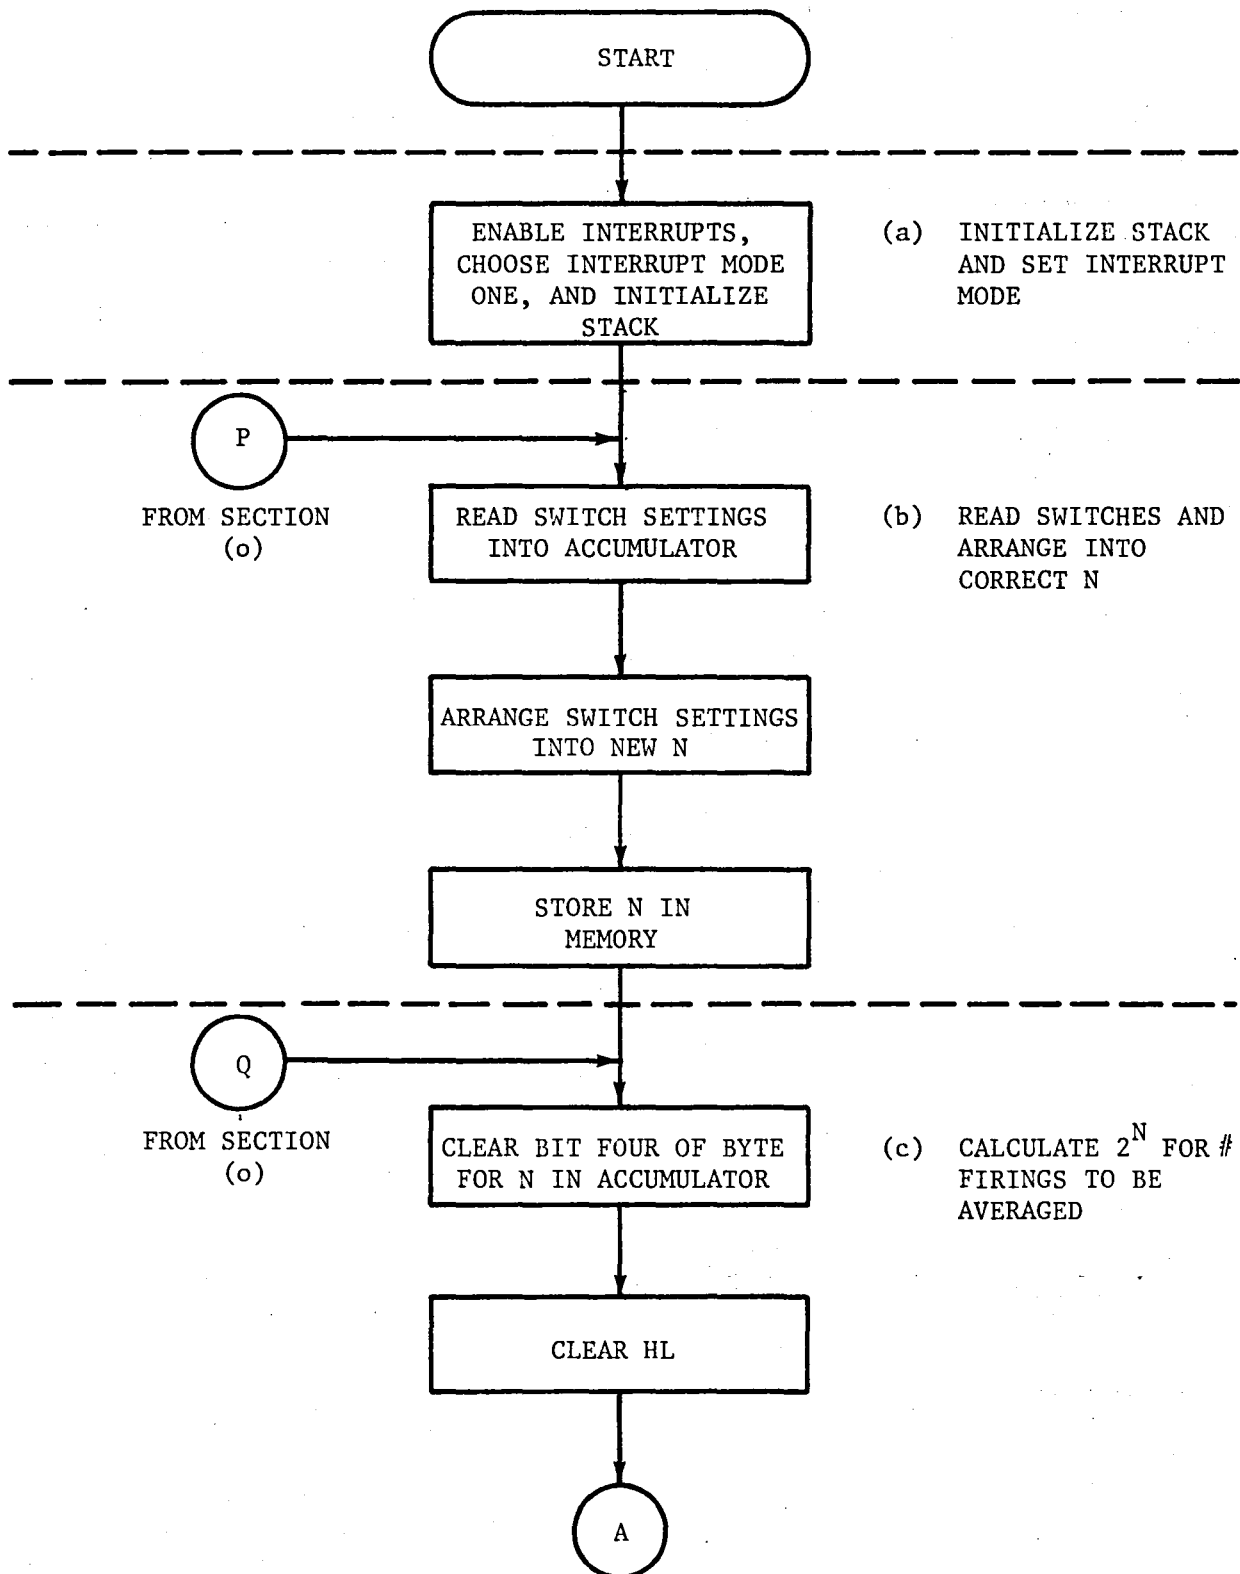 START
ENABLE INTERRUPTS,
CHOOSE INTERRUPT MODE
ONE, AND INITIALIZE
STACK
(a) INITIALIZE STACK
AND SET INTERRUPT
MODE
P
FROM SECTION
(o)
READ SWITCH SETTINGS
INTO ACCUMULATOR
(b) READ SWITCHES AND
ARRANGE INTO
CORRECT N
ARRANGE SWITCH SETTINGS
INTO NEW N
STORE N IN
MEMORY
Q
FROM SECTION
(o)
CLEAR BIT FOUR OF BYTE
FOR N IN ACCUMULATOR
(c) CALCULATE 2^N FOR #
FIRINGS TO BE
AVERAGED
CLEAR HL
A